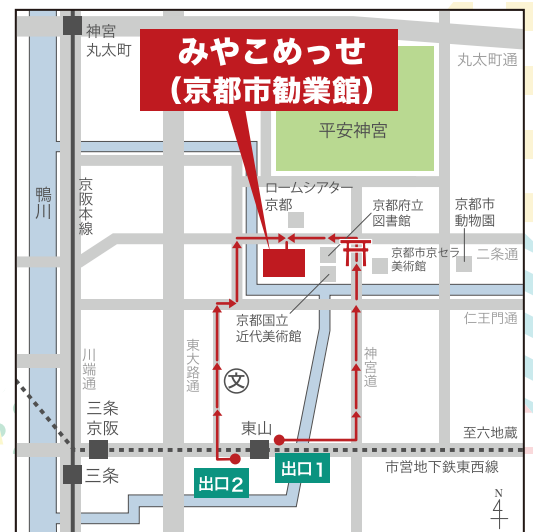 神宮
丸太町
みやこめっせ
(京都市勧業館)
丸太町通
平安神宮
鴨川
京阪本線
ロームシアター
京都
京都府立
図書館
京都市
動物園
京都市京セラ
美術館
二条通
京都国立
近代美術館
仁王門通
川端通
東大路通
神宮道
文
三条
京阪
東山
至六地蔵
出口1
市営地下鉄東西線
三条
出口2
N